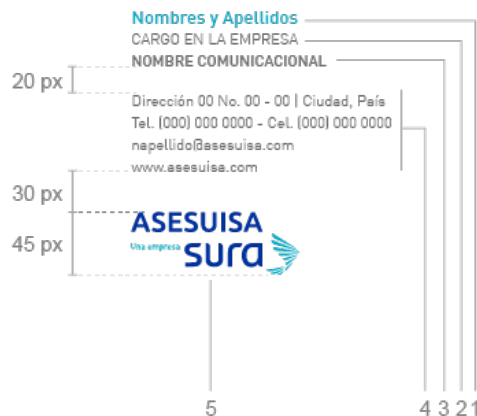 Nombres y Apellidos
CARGO EN LA EMPRESA
NOMBRE COMUNICACIONAL
20 px
Dirección 00 No. 00 - 00 | Ciudad, País
Tel. (000) 000 0000 - Cel. (000) 000 0000
napellido@asesuisa.com
www.asesuisa.com
30 px
ASESUISA
45 px
Una empresa sura
5 4 3 2 1